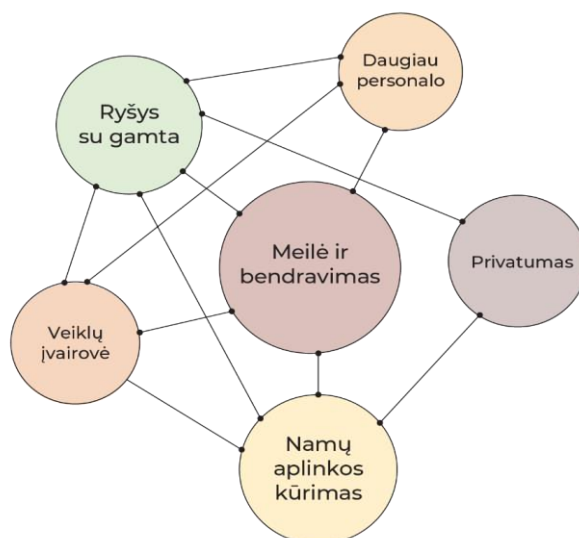 Daugiau
personalo
Ryšys
su gamta
Meilė ir
bendravimas
Privatumas
Veiklų
įvairovė
Namų
aplinkos
kūrimas